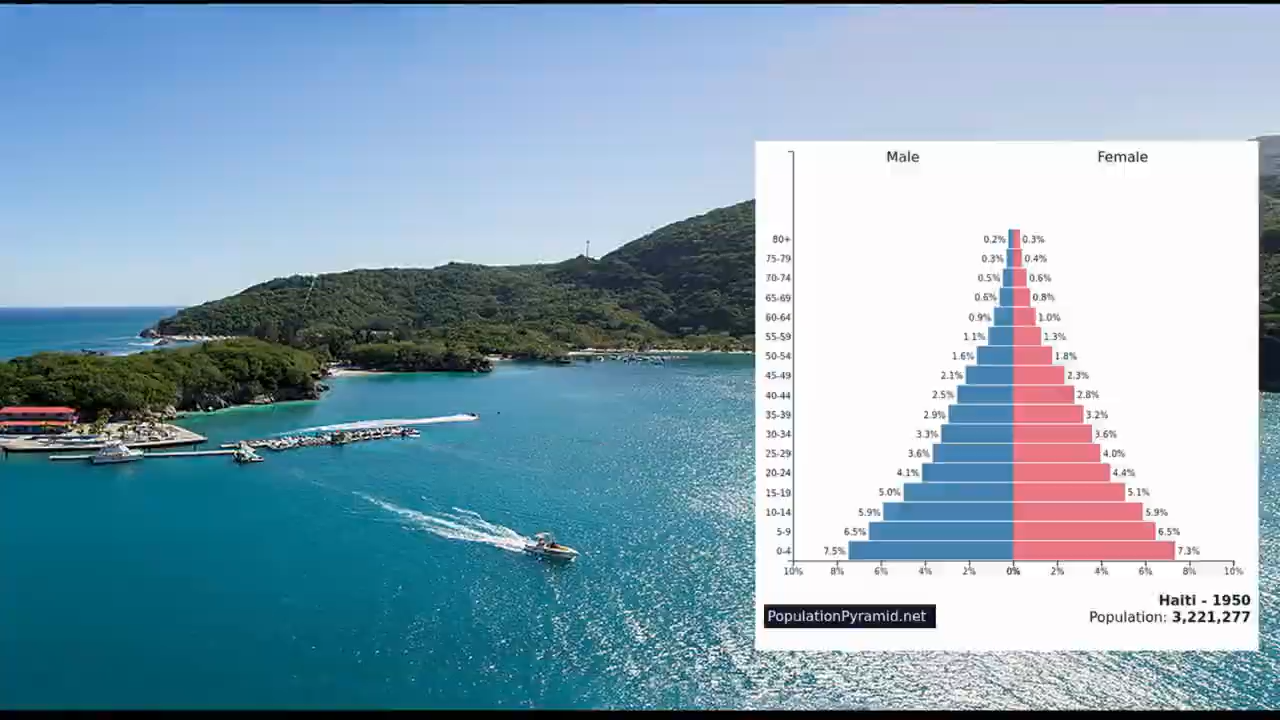 Male Female
80+ 0.2% 0.3%
75-79 0.3% 0.4%
70-74 0.5% 0.6%
65-69 0.6% 0.8%
60-64 0.9% 1.0%
55-59 1.1% 1.3%
50-54 1.6% 1.8%
45-49 2.1% 2.3%
40-44 2.5% 2.8%
35-39 2.9% 3.2%
30-34 3.3% 3.6%
25-29 3.6% 4.0%
20-24 4.1% 4.4%
15-19 5.0% 5.1%
10-14 5.9% 5.9%
5-9 6.5% 6.5%
0-4 7.5% 7.3%
10% 8% 6% 4% 2% 0% 2% 4% 6% 8% 10%
Haiti - 1950
PopulationPyramid.net Population: 3,221,277